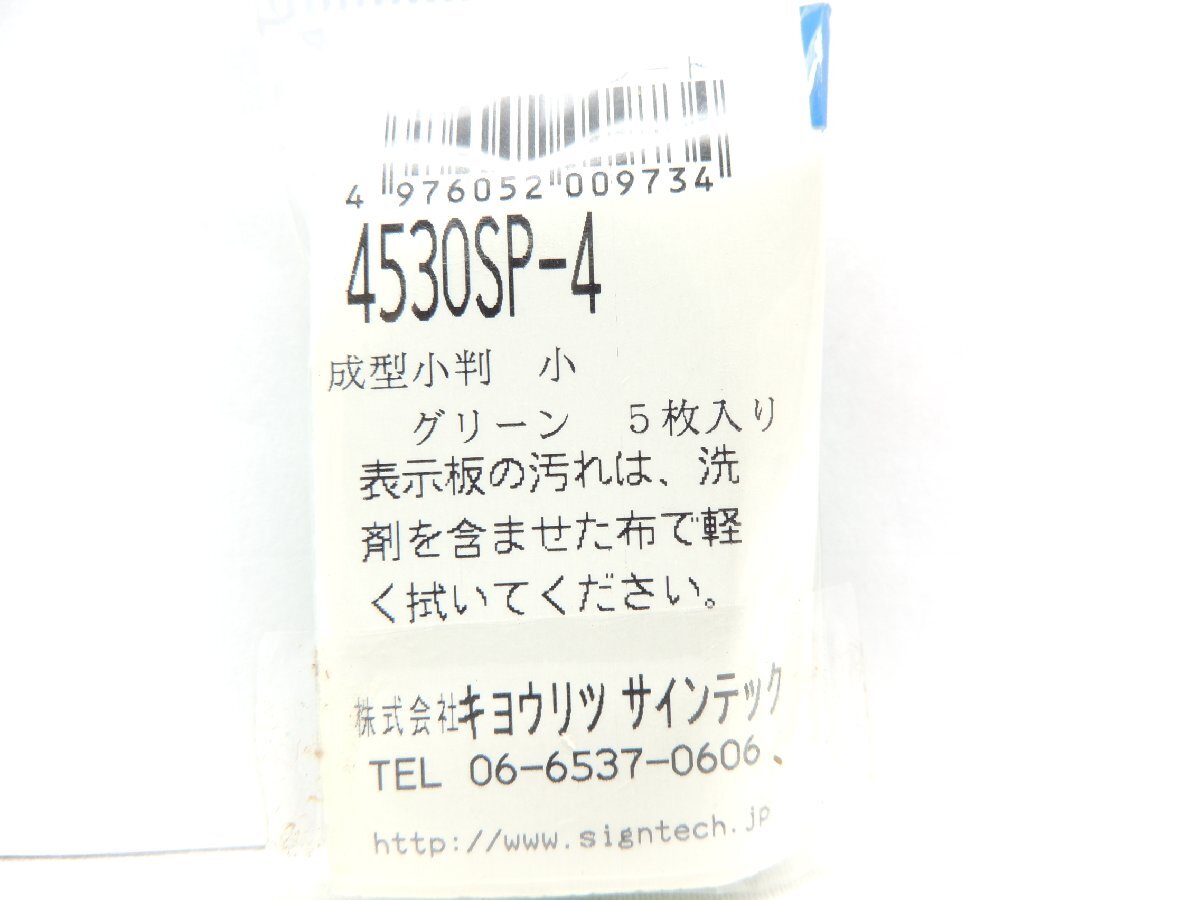 4 976052 009734
4530SP-4
成型小判　小
グリーン　5枚入り
表示板の汚れは、洗
剤を含ませた布で軽
く拭いてください。
株式会社キヨウリツ サインテック
TEL 06-6537-0606
http://www.signtech.jp